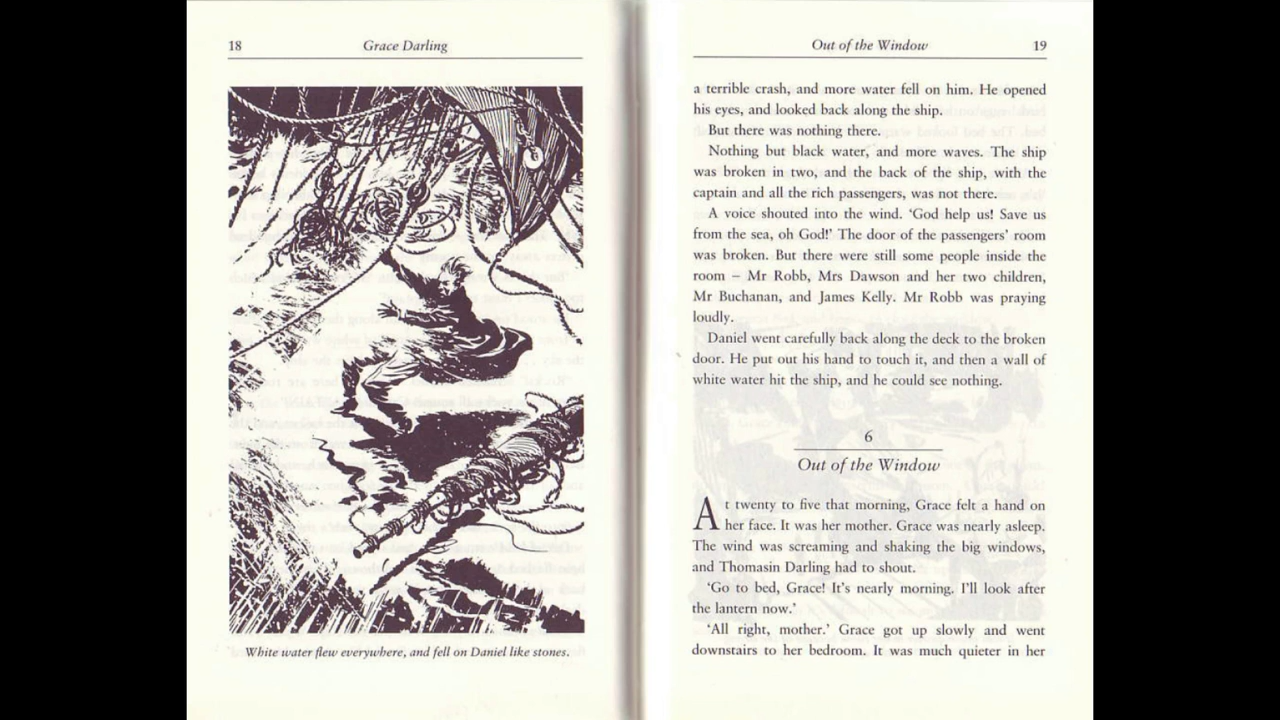 18
Grace Darling
White water flew everywhere, and fell on Daniel like stones.
Out of the Window
19
a terrible crash, and more water fell on him. He opened
his eyes, and looked back along the ship.
But there was nothing there.
Nothing but black water, and more waves. The ship
was broken in two, and the back of the ship, with the
captain and all the rich passengers, was not there.
A voice shouted into the wind. ‘God help us! Save us
from the sea, oh God!’ The door of the passengers’ room
was broken. But there were still some people inside the
room – Mr Robb, Mrs Dawson and her two children,
Mr Buchanan, and James Kelly. Mr Robb was praying
loudly.
Daniel went carefully back along the deck to the broken
door. He put out his hand to touch it, and then a wall of
white water hit the ship, and he could see nothing.
6
Out of the Window
At twenty to five that morning, Grace felt a hand on
her face. It was her mother. Grace was nearly asleep.
The wind was screaming and shaking the big windows,
and Thomasin Darling had to shout.
‘Go to bed, Grace! It’s nearly morning. I’ll look after
the lantern now.’
‘All right, mother.’ Grace got up slowly and went
downstairs to her bedroom. It was much quieter in her